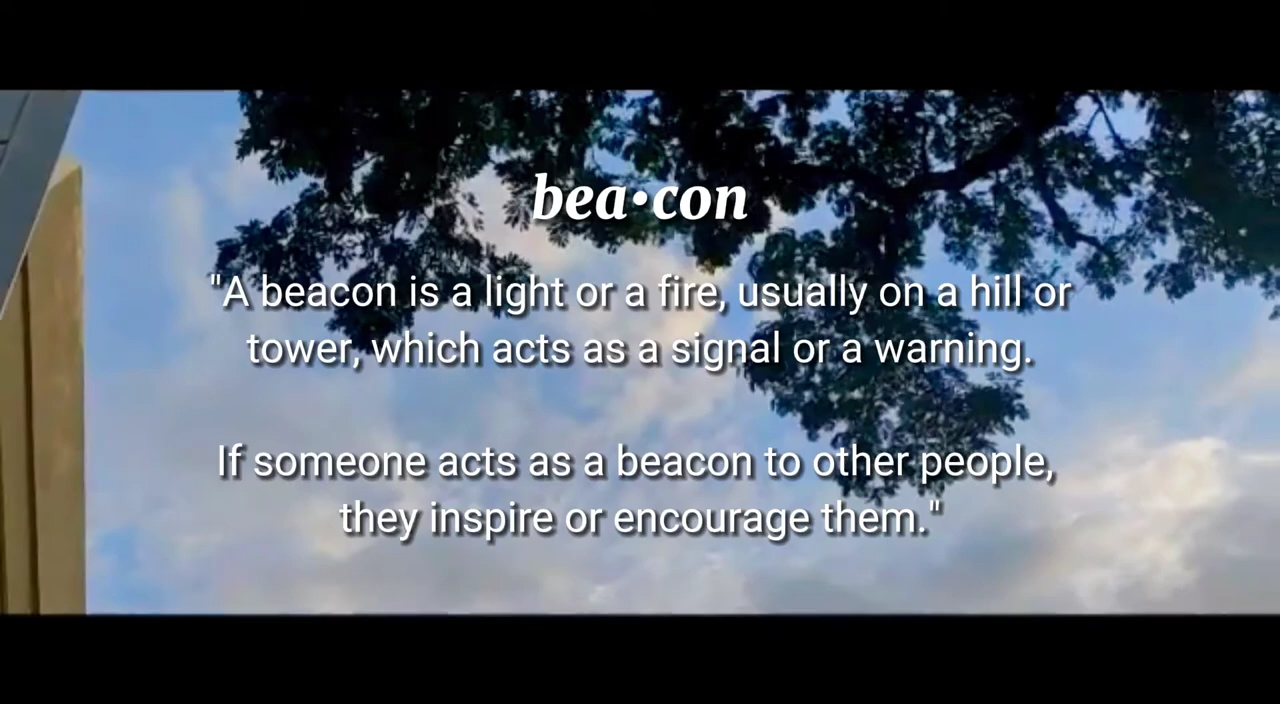 bea•con
"A beacon is a light or a fire, usually on a hill or
tower, which acts as a signal or a warning.
If someone acts as a beacon to other people,
they inspire or encourage them."